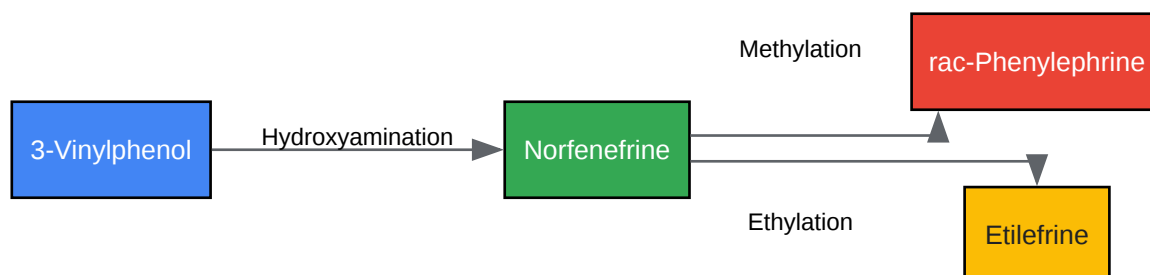 Methylation
rac-Phenylephrine
3-Vinylphenol
Hydroxyamination
Norfenefrine
Ethylation
Etilefrine